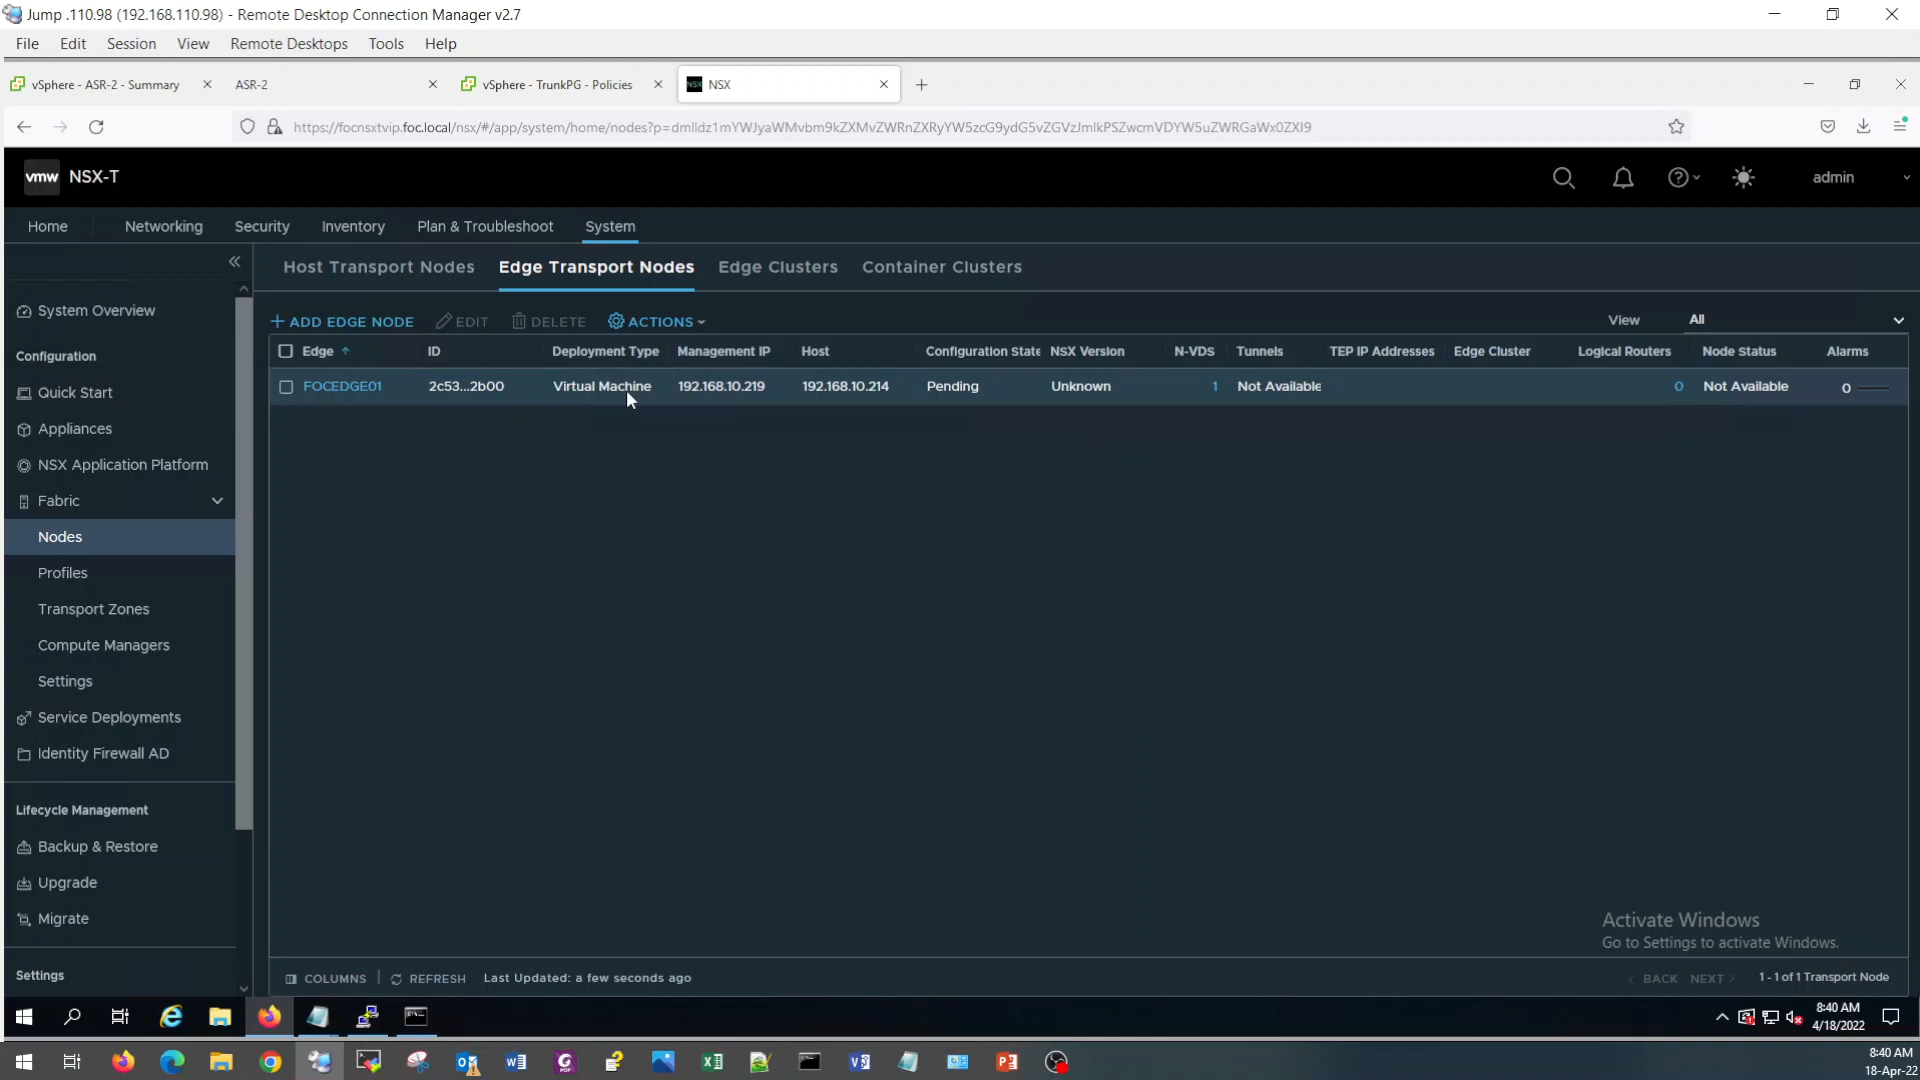 Jump .110.98 (192.168.110.98) - Remote Desktop Connection Manager v2.7
File Edit Session View Remote Desktops Tools Help
vSphere - ASR-2 - Summary ASR-2 vSphere - TrunkPG - Policies NSX NSX
https://focnsxtvip.foc.local/nsx/#/app/system/home/nodes?p=dmlldz1mYWJyaWMvbm9kZXMvZWRnZXRyYW5zcG9ydG5vZGVzJmlkPSZwcmVDYW5uZWRGaWx0ZXI9
vmw NSX-T admin
Home Networking Security Inventory Plan & Troubleshoot System
Host Transport Nodes Edge Transport Nodes Edge Clusters Container Clusters
System Overview
Configuration
Quick Start
Appliances
NSX Application Platform
Fabric
Nodes
Profiles
Transport Zones
Compute Managers
Settings
Service Deployments
Identity Firewall AD
Lifecycle Management
Backup & Restore
Upgrade
Migrate
Settings
ADD EDGE NODE EDIT DELETE ACTIONS View All
Edge ID Deployment Type Management IP Host Configuration State NSX Version N-VDS Tunnels TEP IP Addresses Edge Cluster Logical Routers Node Status Alarms
FOCEDGE01 2c53...2b00 Virtual Machine 192.168.10.219 192.168.10.214 Pending Unknown 1 Not Available 0 Not Available 0
Activate Windows
Go to Settings to activate Windows.
COLUMNS REFRESH Last Updated: a few seconds ago BACK NEXT 1 - 1 of 1 Transport Node
8:40 AM
4/18/2022
8:40 AM
18-Apr-22